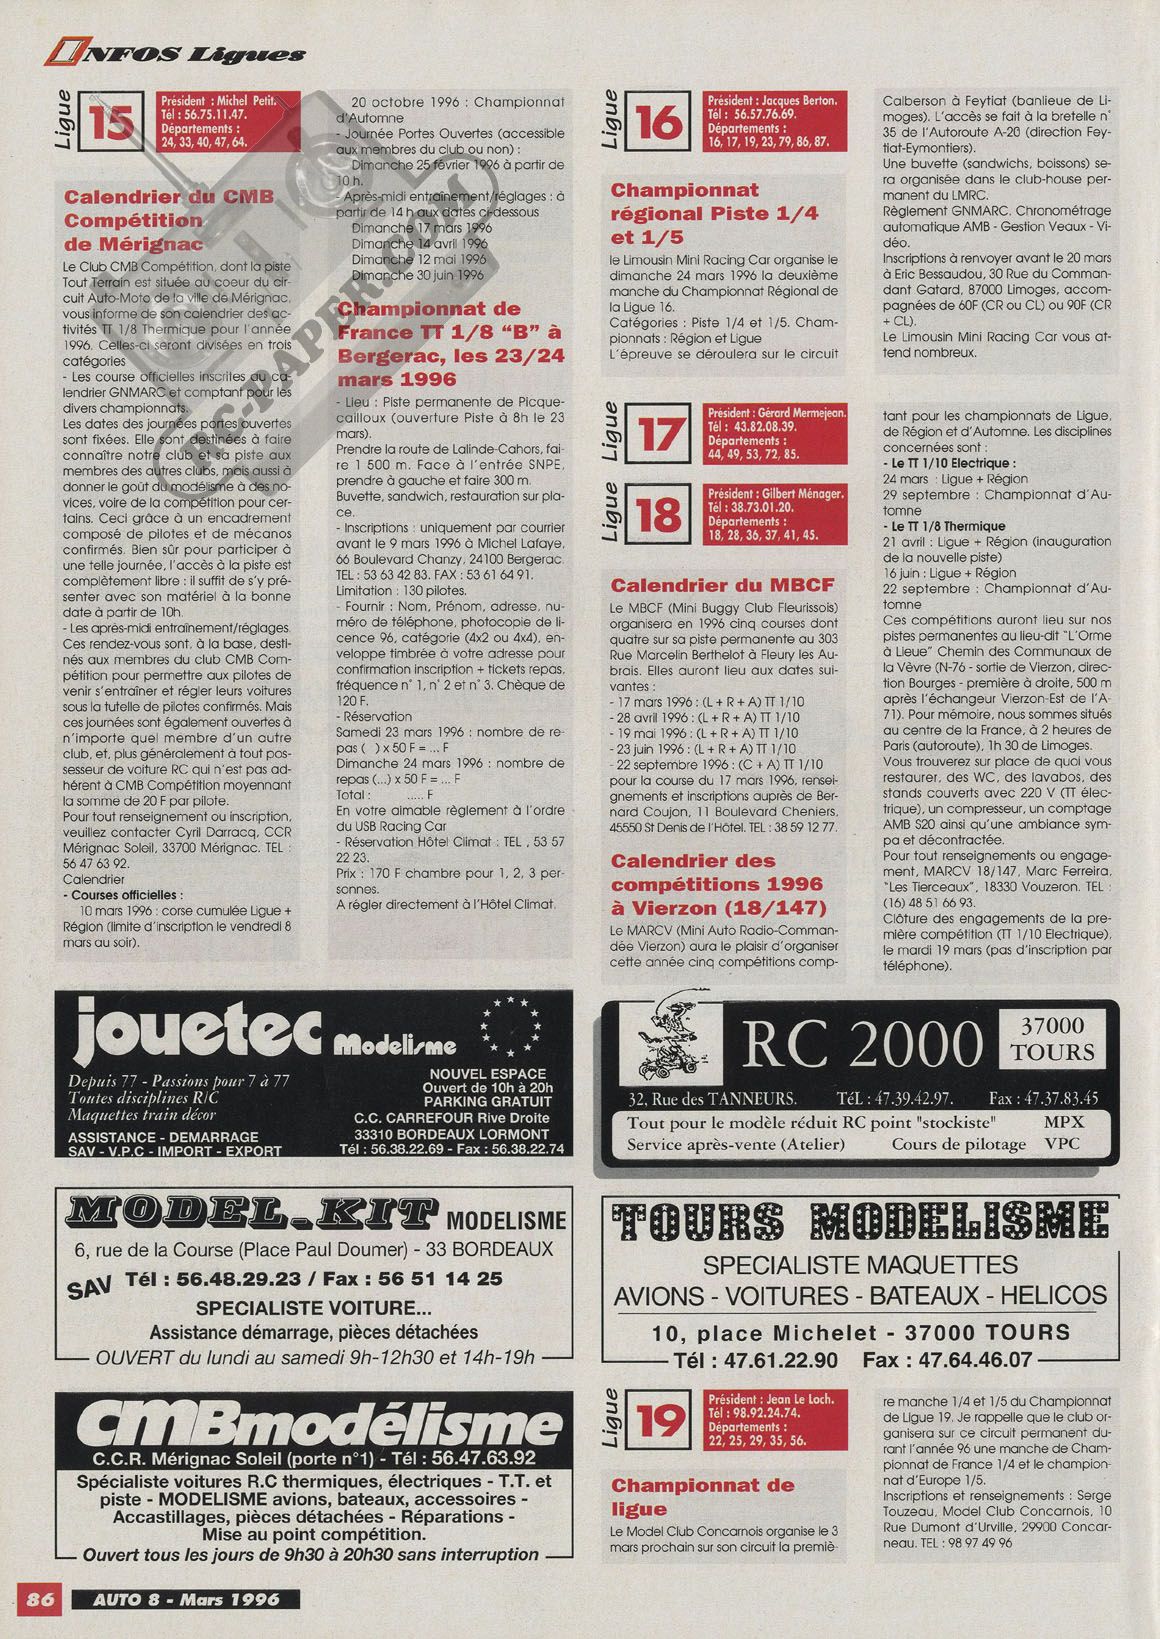 INFOS Ligues
Ligue
15
Président : Michel Petit.
Tél : 56.75.11.47.
Départements :
24, 33, 40, 47, 64.
Calendrier du CMB
Compétition
de Mérignac
Le Club CMB Compétition, dont la piste
Tout Terrain est située au coeur du cir-
cuit Auto-Moto de la ville de Mérignac,
vous informe de son calendrier des ac-
tivités TT 1/8 Thermique pour l'année
1996. Celles-ci seront divisées en trois
catégories
- Les course officielles inscrites au ca-
lendrier GNMARC et comptant pour les
divers championnats.
Les dates des journées portes ouvertes
sont fixées. Elle sont destinées à faire
connaître notre club et sa piste aux
membres des autres clubs, mais aussi à
donner le goût du modélisme à des no-
vices, voire de la compétition pour cer-
tains. Ceci grâce à un encadrement
composé de pilotes et de mécanos
confirmés. Bien sûr pour participer à
une telle journée, l'accès à la piste est
complètement libre : il suffit de s'y pré-
senter avec son matériel à la bonne
date à partir de 10h.
- Les après-midi entraînement/réglages.
Ces rendez-vous sont, à la base, desti-
nés aux membres du club CMB Com-
pétition pour permettre aux pilotes de
venir s'entraîner et régler leurs voitures
sous la tutelle de pilotes confirmés. Mais
ces journées sont également ouvertes à
n'importe quel membre d'un autre
club, et, plus généralement à tout pos-
sesseur de voiture RC qui n'est pas ad-
hérent à CMB Compétition moyennant
la somme de 20 F par pilote.
Pour tout renseignement ou inscription,
veuillez contacter Cyril Darracq, CCR
Mérignac Soleil, 33700 Mérignac. TEL :
56 47 63 92.
Calendrier
- Courses officielles :
10 mars 1996 : corse cumulée Ligue +
Région (limite d'inscription le vendredi 8
mars au soir).
20 octobre 1996 : Championnat
d'Automne
- Journée Portes Ouvertes (accessible
aux membres du club ou non) :
Dimanche 25 février 1996 à partir de
10 h.
- Après-midi entraînement/réglages : à
partir de 14 h aux dates ci-dessous
Dimanche 17 mars 1996
Dimanche 14 avril 1996
Dimanche 12 mai 1996
Dimanche 30 juin 1996
Championnat de
France TT 1/8 "B" à
Bergerac, les 23/24
mars 1996
- Lieu : Piste permanente de Picque-
cailloux (ouverture Piste à 8h le 23
mars).
Prendre la route de Lalinde-Cahors, fai-
re 1 500 m. Face à l'entrée SNPE,
prendre à gauche et faire 300 m.
Buvette, sandwich, restauration sur pla-
ce.
- Inscriptions : uniquement par courrier
avant le 9 mars 1996 à Michel Lafaye,
66 Boulevard Chanzy, 24100 Bergerac.
TEL : 53 63 42 83. FAX : 53 61 64 91.
Limitation : 130 pilotes.
- Fournir : Nom, Prénom, adresse, nu-
méro de téléphone, photocopie de li-
cence 96, catégorie (4x2 ou 4x4), en-
veloppe timbrée à votre adresse pour
confirmation inscription + tickets repas,
fréquence n° 1, n° 2 et n° 3. Chèque de
120 F.
- Réservation
Samedi 23 mars 1996 : nombre de re-
pas ( ) x 50 F = ... F
Dimanche 24 mars 1996 : nombre de
repas (...) x 50 F = ... F
Total : ..... F
En votre aimable règlement à l'ordre
du USB Racing Car
- Réservation Hôtel Climat : TEL , 53 57
22 23.
Prix : 170 F chambre pour 1, 2, 3 per-
sonnes.
A régler directement à l'Hôtel Climat.
Ligue
16
Président : Jacques Berton.
Tél : 56.57.76.69.
Départements :
16, 17, 19, 23, 79, 86, 87.
Championnat
régional Piste 1/4
et 1/5
le Limousin Mini Racing Car organise le
dimanche 24 mars 1996 la deuxième
manche du Championnat Régional de
la Ligue 16.
Catégories : Piste 1/4 et 1/5. Cham-
pionnats : Région et Ligue
L'épreuve se déroulera sur le circuit
Calberson à Feytiat (banlieue de Li-
moges). L'accès se fait à la bretelle n°
35 de l'Autoroute A-20 (direction Fey-
tiat-Eymontiers).
Une buvette (sandwichs, boissons) se-
ra organisée dans le club-house per-
manent du LMRC.
Règlement GNMARC. Chronométrage
automatique AMB - Gestion Veaux - Vi-
déo.
Inscriptions à renvoyer avant le 20 mars
à Eric Bessaudou, 30 Rue du Comman-
dant Gatard, 87000 Limoges, accom-
pagnées de 60F (CR ou CL) ou 90F (CR
+ CL).
Le Limousin Mini Racing Car vous at-
tend nombreux.
Ligue
17
Président : Gérard Mermejean.
Tél : 43.82.08.39.
Départements :
44, 49, 53, 72, 85.
Ligue
18
Président : Gilbert Ménager.
Tél : 38.73.01.20.
Départements :
18, 28, 36, 37, 41, 45.
Calendrier du MBCF
Le MBCF (Mini Buggy Club Fleurissois)
organisera en 1996 cinq courses dont
quatre sur sa piste permanente au 303
Rue Marcelin Berthelot à Fleury les Au-
brais. Elles auront lieu aux dates sui-
vantes :
- 17 mars 1996 : (L + R + A) TT 1/10
- 28 avril 1996 : (L + R + A) TT 1/10
- 19 mai 1996 : (L + R + A) TT 1/10
- 23 juin 1996 : (L + R + A) TT 1/10
- 22 septembre 1996 : (C + A) TT 1/10
pour la course du 17 mars 1996, rensei-
gnements et inscriptions auprès de Ber-
nard Coujon, 11 Boulevard Cheniers,
45550 St Denis de l'Hôtel. TEL : 38 59 12 77.
Calendrier des
compétitions 1996
à Vierzon (18/147)
Le MARCV (Mini Auto Radio-Comman-
dée Vierzon) aura le plaisir d'organiser
cette année cinq compétitions comp-
tant pour les championnats de Ligue,
de Région et d'Automne. Les disciplines
concernées sont :
- Le TT 1/10 Electrique :
24 mars : Ligue + Région
29 septembre : Championnat d'Au-
tomne
- Le TT 1/8 Thermique
21 avril : Ligue + Région (inauguration
de la nouvelle piste)
16 juin : Ligue + Région
22 septembre : Championnat d'Au-
tomne
Ces compétitions auront lieu sur nos
pistes permanentes au lieu-dit "L'Orme
à Lieue" Chemin des Communaux de
la Vèvre (N-76 - sortie de Vierzon, direc-
tion Bourges - première à droite, 500 m
après l'échangeur Vierzon-Est de l'A-
71). Pour mémoire, nous sommes situés
au centre de la France, à 2 heures de
Paris (autoroute), 1h 30 de Limoges.
Vous trouverez sur place de quoi vous
restaurer, des WC, des lavabos, des
stands couverts avec 220 V (TT élec-
trique), un compresseur, un comptage
AMB S20 ainsi qu'une ambiance sym-
pa et décontractée.
Pour tout renseignements ou engage-
ment, MARCV 18/147, Marc Ferreira,
"Les Tierceaux", 18330 Vouzeron. TEL :
(16) 48 51 66 93.
Clôture des engagements de la pre-
mière compétition (TT 1/10 Electrique),
le mardi 19 mars (pas d'inscription par
téléphone).
jouetec Modelisme
Depuis 77 - Passions pour 7 à 77
Toutes disciplines R/C
Maquettes train décor
ASSISTANCE - DEMARRAGE
SAV - V.P.C - IMPORT - EXPORT
NOUVEL ESPACE
Ouvert de 10h à 20h
PARKING GRATUIT
C.C. CARREFOUR Rive Droite
33310 BORDEAUX LORMONT
Tél : 56.38.22.69 - Fax : 56.38.22.74
RC 2000
37000
TOURS
32, Rue des TANNEURS. TéL : 47.39.42.97. Fax : 47.37.83.45
Tout pour le modèle réduit RC point "stockiste" MPX
Service après-vente (Atelier) Cours de pilotage VPC
MODEL-KIT MODELISME
6, rue de la Course (Place Paul Doumer) - 33 BORDEAUX
SAV Tél : 56.48.29.23 / Fax : 56 51 14 25
SPECIALISTE VOITURE...
Assistance démarrage, pièces détachées
OUVERT du lundi au samedi 9h-12h30 et 14h-19h
TOURS MODELISME
SPECIALISTE MAQUETTES
AVIONS - VOITURES - BATEAUX - HELICOS
10, place Michelet - 37000 TOURS
Tél : 47.61.22.90 Fax : 47.64.46.07
CMBmodélisme
C.C.R. Mérignac Soleil (porte n°1) - Tél : 56.47.63.92
Spécialiste voitures R.C thermiques, électriques - T.T. et
piste - MODELISME avions, bateaux, accessoires -
Accastillages, pièces détachées - Réparations -
Mise au point compétition.
Ouvert tous les jours de 9h30 à 20h30 sans interruption
Ligue
19
Président : Jean Le Loch.
Tél : 98.92.24.74.
Départements :
22, 25, 29, 35, 56.
Championnat de
ligue
Le Model Club Concarnois organise le 3
mars prochain sur son circuit la premiè-
re manche 1/4 et 1/5 du Championnat
de Ligue 19. Je rappelle que le club or-
ganisera sur ce circuit permanent du-
rant l'année 96 une manche de Cham-
pionnat de France 1/4 et le champion-
nat d'Europe 1/5.
Inscriptions et renseignements : Serge
Touzeau, Model Club Concarnois, 10
Rue Dumont d'Urville, 29900 Concar-
neau. TEL : 98 97 49 96
86 AUTO 8 - Mars 1996
RC-PAPER.COM